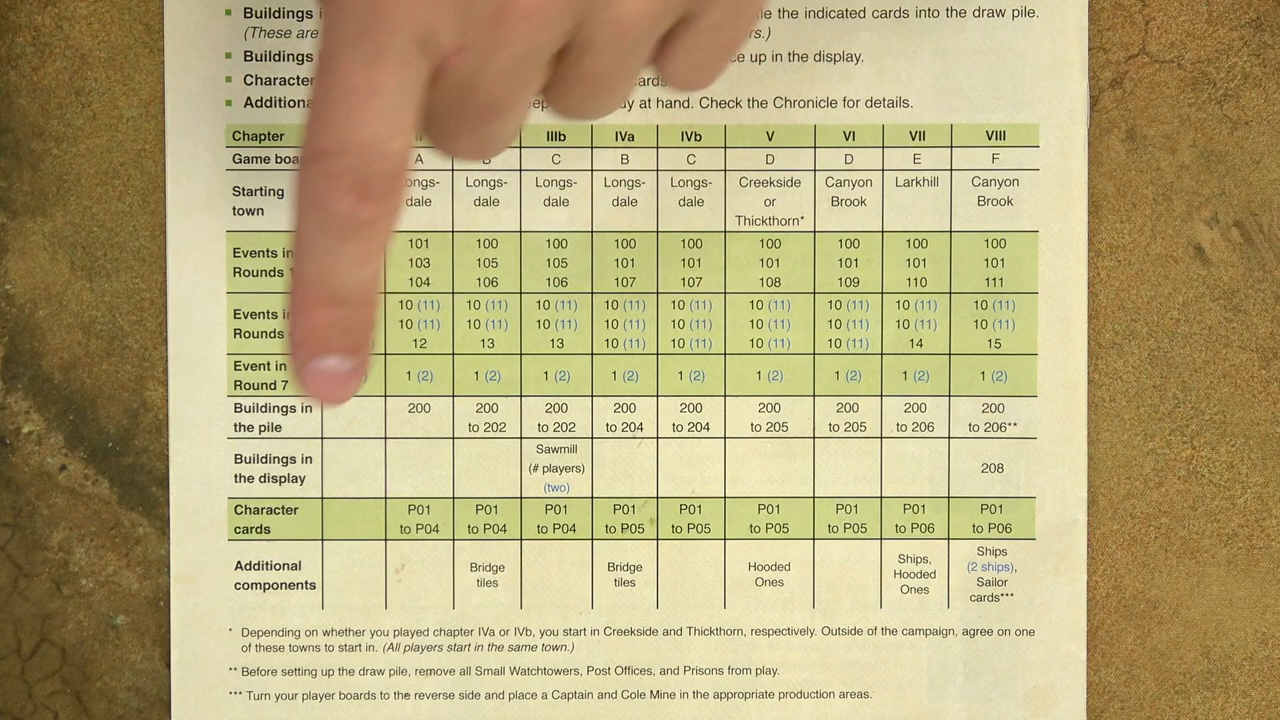 Buildings the indicated cards into the draw pile.
(These are
Buildings up in the display.
Character cards
Additiona at hand. Check the Chronicle for details.
Chapter IIIb IVa IVb V VI VII VIII
Game boa A B C B C D D E F
Starting town Longs-dale Longs-dale Longs-dale Longs-dale Creekside or Thickthorn* Canyon Brook Larkhill Canyon Brook
Events in Rounds 101 103 104 100 105 106 100 105 106 100 101 107 100 101 107 100 101 108 100 101 109 100 101 110 100 101 111
Events in Rounds 10 (11) 10 (11) 12 10 (11) 10 (11) 13 10 (11) 10 (11) 13 10 (11) 10 (11) 10 (11) 10 (11) 10 (11) 10 (11) 10 (11) 10 (11) 10 (11) 10 (11) 10 (11) 10 (11) 10 (11) 10 (11) 14 10 (11) 10 (11) 15
Event in Round 7 1 (2) 1 (2) 1 (2) 1 (2) 1 (2) 1 (2) 1 (2) 1 (2) 1 (2)
Buildings in the pile 200 200 to 202 200 to 202 200 to 204 200 to 204 200 to 205 200 to 205 200 to 206 200 to 206**
Buildings in the display Sawmill (# players) (two) 208
Character cards P01 to P04 P01 to P04 P01 to P04 P01 to P05 P01 to P05 P01 to P05 P01 to P05 P01 to P06 P01 to P06
Additional components Bridge tiles Bridge tiles Hooded Ones Ships, Hooded Ones Ships (2 ships), Sailor cards***
* Depending on whether you played chapter IVa or IVb, you start in Creekside and Thickthorn, respectively. Outside of the campaign, agree on one
of these towns to start in. (All players start in the same town.)
** Before setting up the draw pile, remove all Small Watchtowers, Post Offices, and Prisons from play.
*** Turn your player boards to the reverse side and place a Captain and Cole Mine in the appropriate production areas.